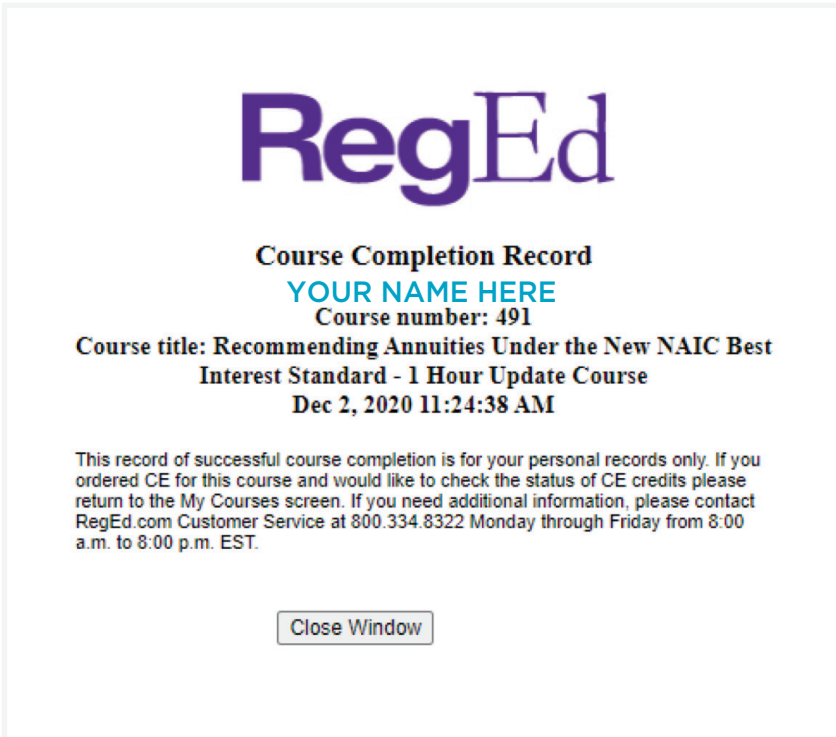 RegEd
Course Completion Record
YOUR NAME HERE
Course number: 491
Course title: Recommending Annuities Under the New NAIC Best
Interest Standard - 1 Hour Update Course
Dec 2, 2020 11:24:38 AM
This record of successful course completion is for your personal records only. If you
ordered CE for this course and would like to check the status of CE credits please
return to the My Courses screen. If you need additional information, please contact
RegEd.com Customer Service at 800.334.8322 Monday through Friday from 8:00
a.m. to 8:00 p.m. EST.
Close Window